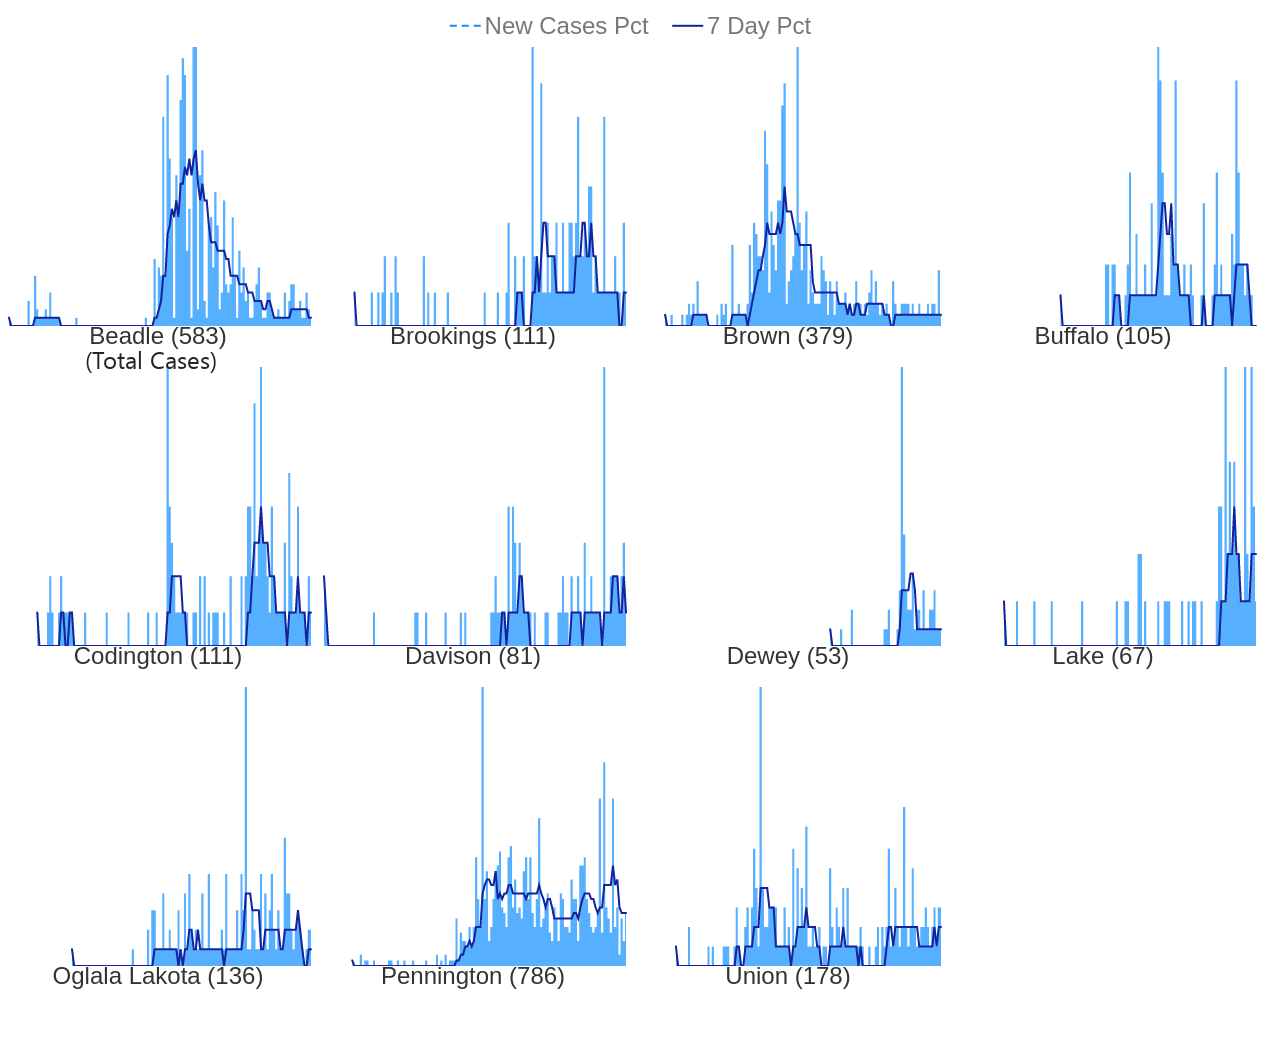 New Cases Pct 7 Day Pct
Beadle (583) Brookings (111) Brown (379) Buffalo (105)
(Total Cases)
Codington (111) Davison (81) Dewey (53) Lake (67)
Oglala Lakota (136) Pennington (786) Union (178)